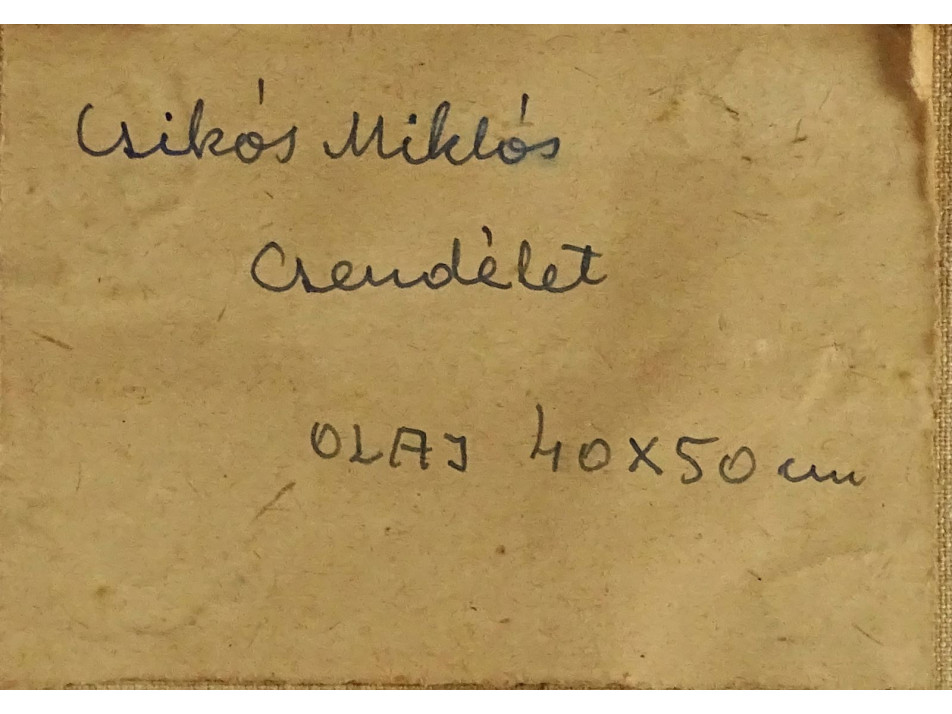 Csikós Miklós
Csendélet
OLAJ 40X50 cm